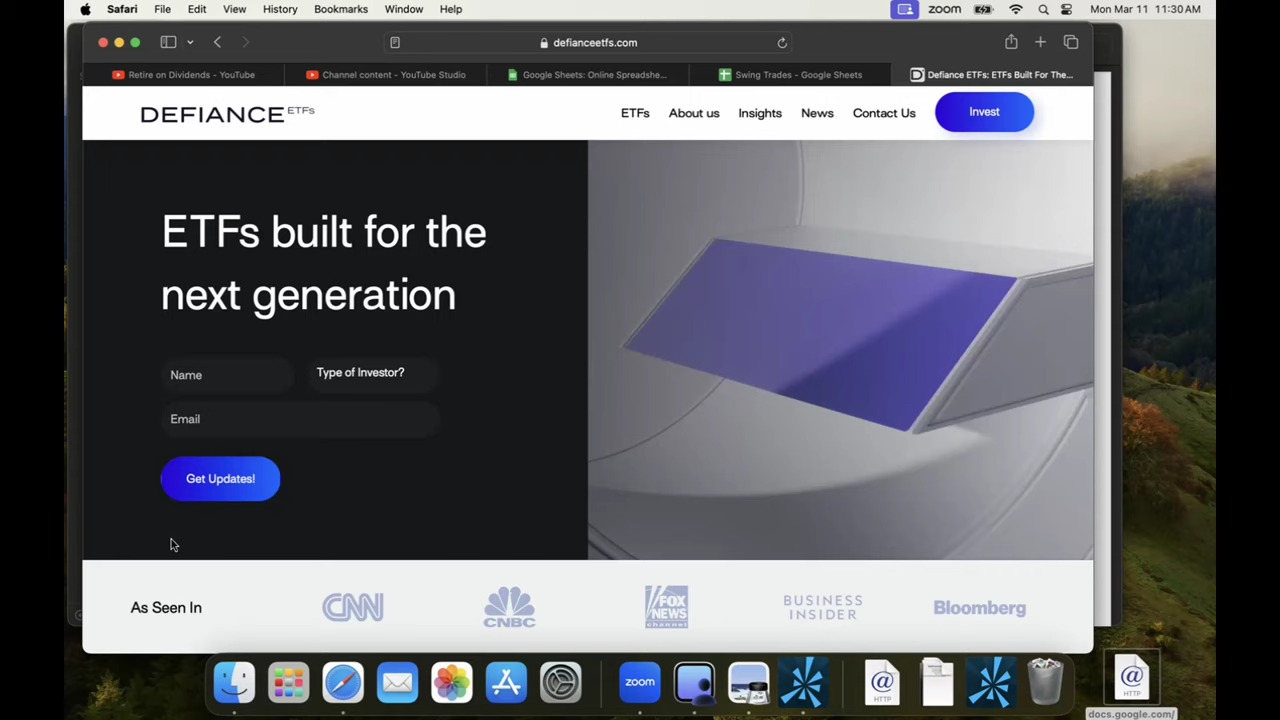 Safari File Edit View History Bookmarks Window Help zoom Mon Mar 11 11:30 AM
defianceetfs.com
Retire on Dividends - YouTube Channel content - YouTube Studio Google Sheets: Online Spreadshe... Swing Trades - Google Sheets Defiance ETFs: ETFs Built For The...
DEFIANCE ETFs ETFs About us Insights News Contact Us Invest
ETFs built for the
next generation
Name Type of Investor?
Email
Get Updates!
As Seen In CNN CNBC FOX NEWS channel BUSINESS INSIDER Bloomberg
zoom @ HTTP @ HTTP
docs.google.com/